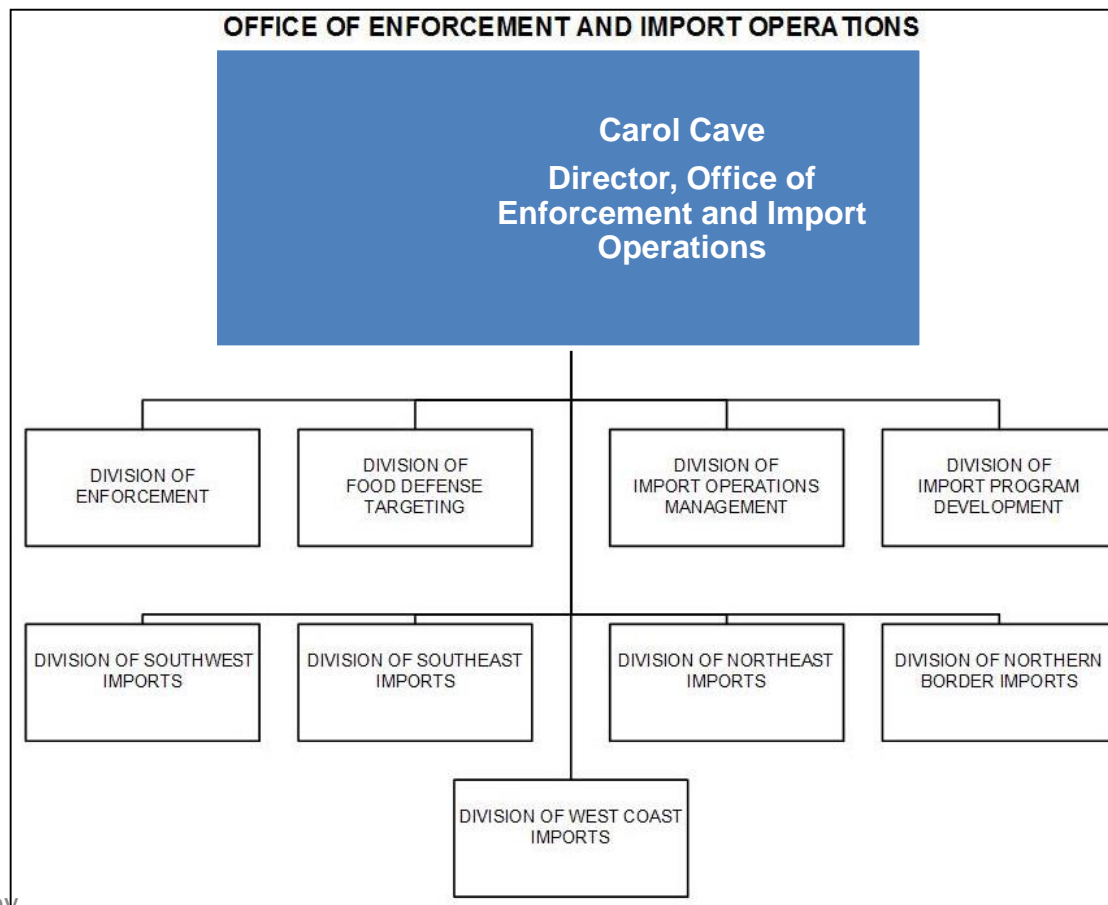 OFFICE OF ENFORCEMENT AND IMPORT OPERATIONS
Carol Cave
Director, Office of
Enforcement and Import
Operations
DIVISION OF
ENFORCEMENT
DIVISION OF
FOOD DEFENSE
TARGETING
DIVISION OF
IMPORT OPERATIONS
MANAGEMENT
DIVISION OF
IMPORT PROGRAM
DEVELOPMENT
DIVISION OF SOUTHWEST
IMPORTS
DIVISION OF SOUTHEAST
IMPORTS
DIVISION OF NORTHEAST
IMPORTS
DIVISION OF NORTHERN
BORDER IMPORTS
DIVISION OF WEST COAST
IMPORTS